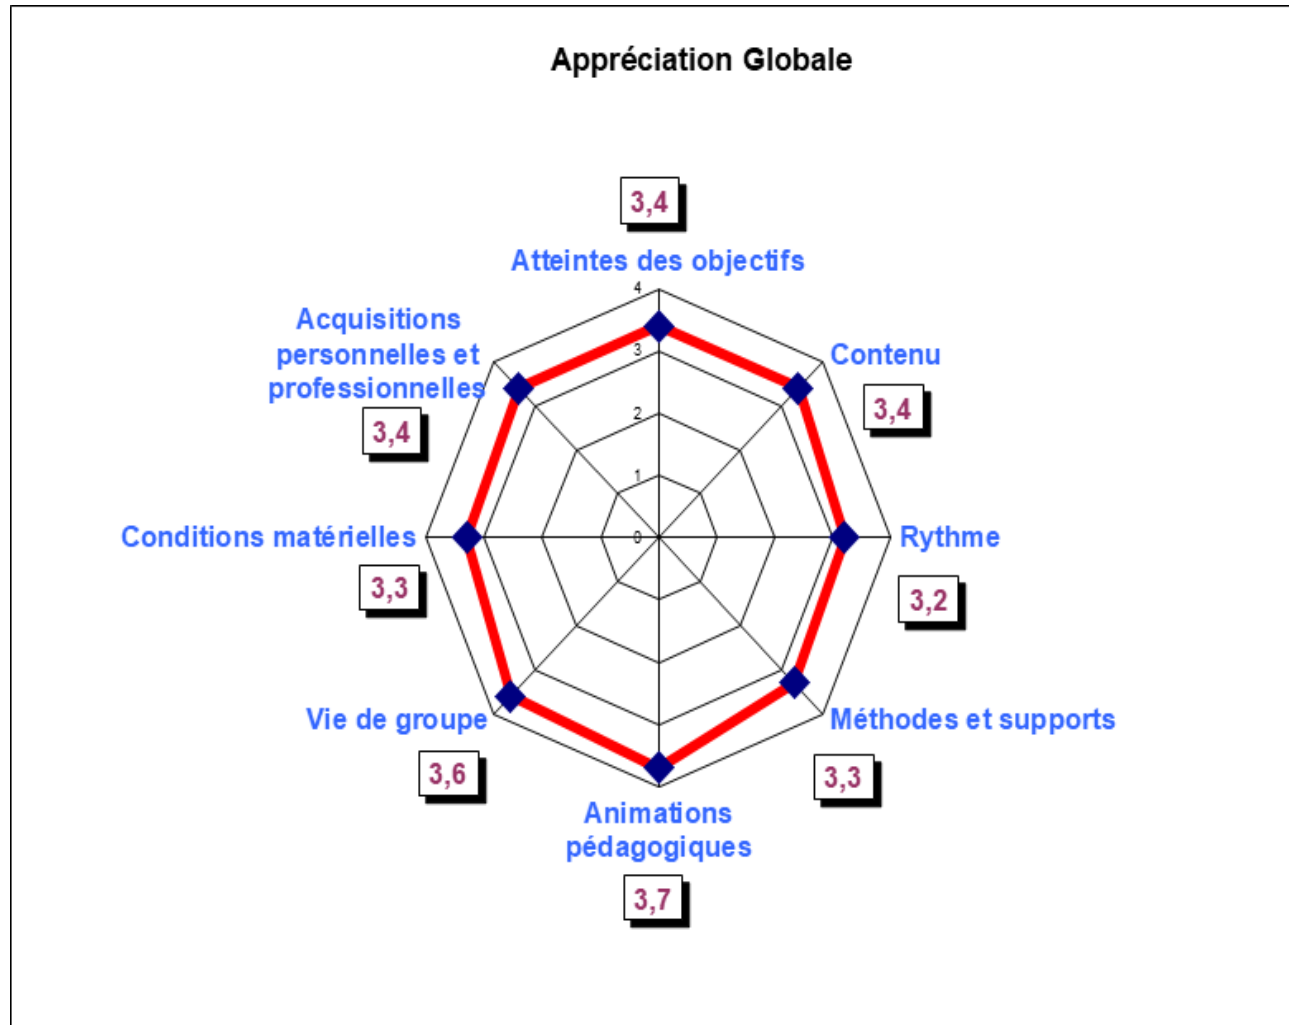 Appréciation Globale
3,4
Atteintes des objectifs
4
3
2
1
0
Contenu
3,4
Rythme
3,2
Méthodes et supports
3,3
Animations
pédagogiques
3,7
Vie de groupe
3,6
Conditions matérielles
3,3
Acquisitions
personnelles et
professionnelles
3,4